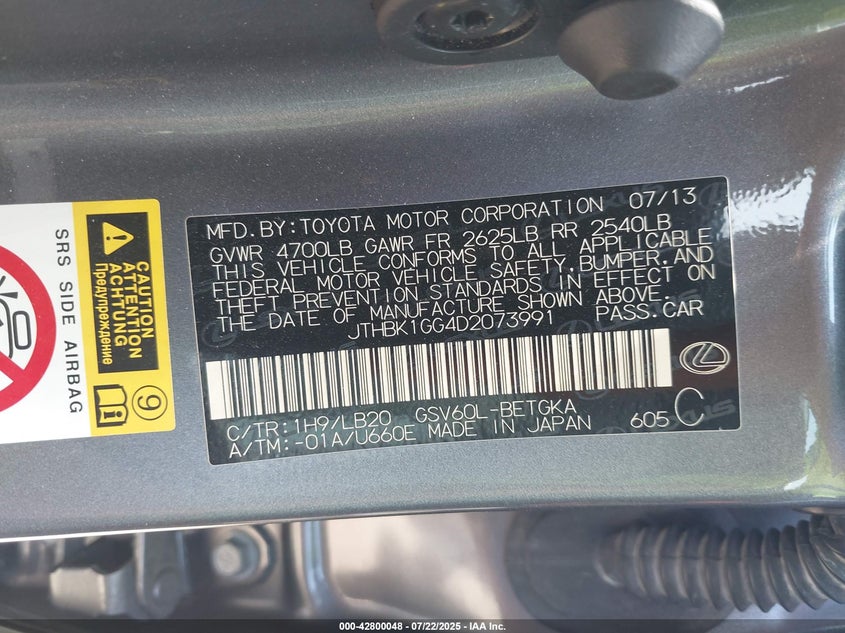 SRS SIDE AIRBAG
CAUTION
ATTENTION
ACHTUNG
Предупреждение
9
MFD. BY: TOYOTA MOTOR CORPORATION 07/13
GVWR 4700LB GAWR FR 2625LB RR 2540LB
THIS VEHICLE CONFORMS TO ALL APPLICABLE
FEDERAL MOTOR VEHICLE SAFETY, BUMPER, AND
THEFT PREVENTION STANDARDS IN EFFECT ON
THE DATE OF MANUFACTURE SHOWN ABOVE.
JTHBK1GG4D2073991 PASS.CAR
C/TR:1H9/LB20 GSV60L-BETGKA
A/TM:-01A/U660E MADE IN JAPAN 605 C
000-42800048 - 07/22/2025 - IAA Inc.